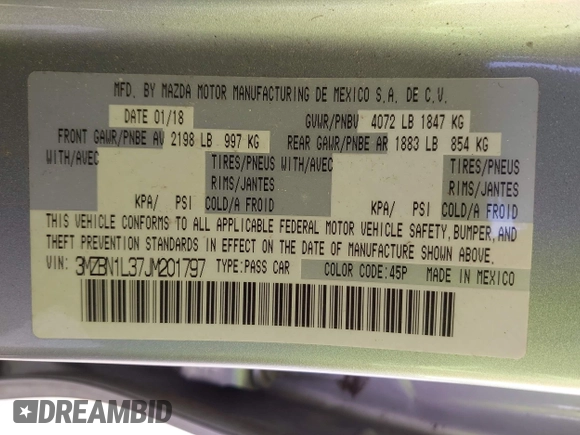 MFD. BY MAZDA MOTOR MANUFACTURING DE MEXICO S.A. DE C.V.
DATE 01/18 GVWR/PNBV 4072 LB 1847 KG
FRONT GAWR/PNBE AV 2198 LB 997 KG REAR GAWR/PNBE AR 1883 LB 854 KG
WITH/AVEC TIRES/PNEUS WITH/AVEC TIRES/PNEUS
RIMS/JANTES RIMS/JANTES
KPA/ PSI COLD/A FROID KPA/ PSI COLD/A FROID
THIS VEHICLE CONFORMS TO ALL APPLICABLE FEDERAL MOTOR VEHICLE SAFETY, BUMPER, AND
THEFT PREVENTION STANDARDS IN EFFECT ON THE DATE OF MANUFACTURE SHOWN ABOVE.
VIN: 3MZBN1L37JM201797 TYPE:PASS CAR COLOR CODE:45P MADE IN MEXICO
DREAMBID